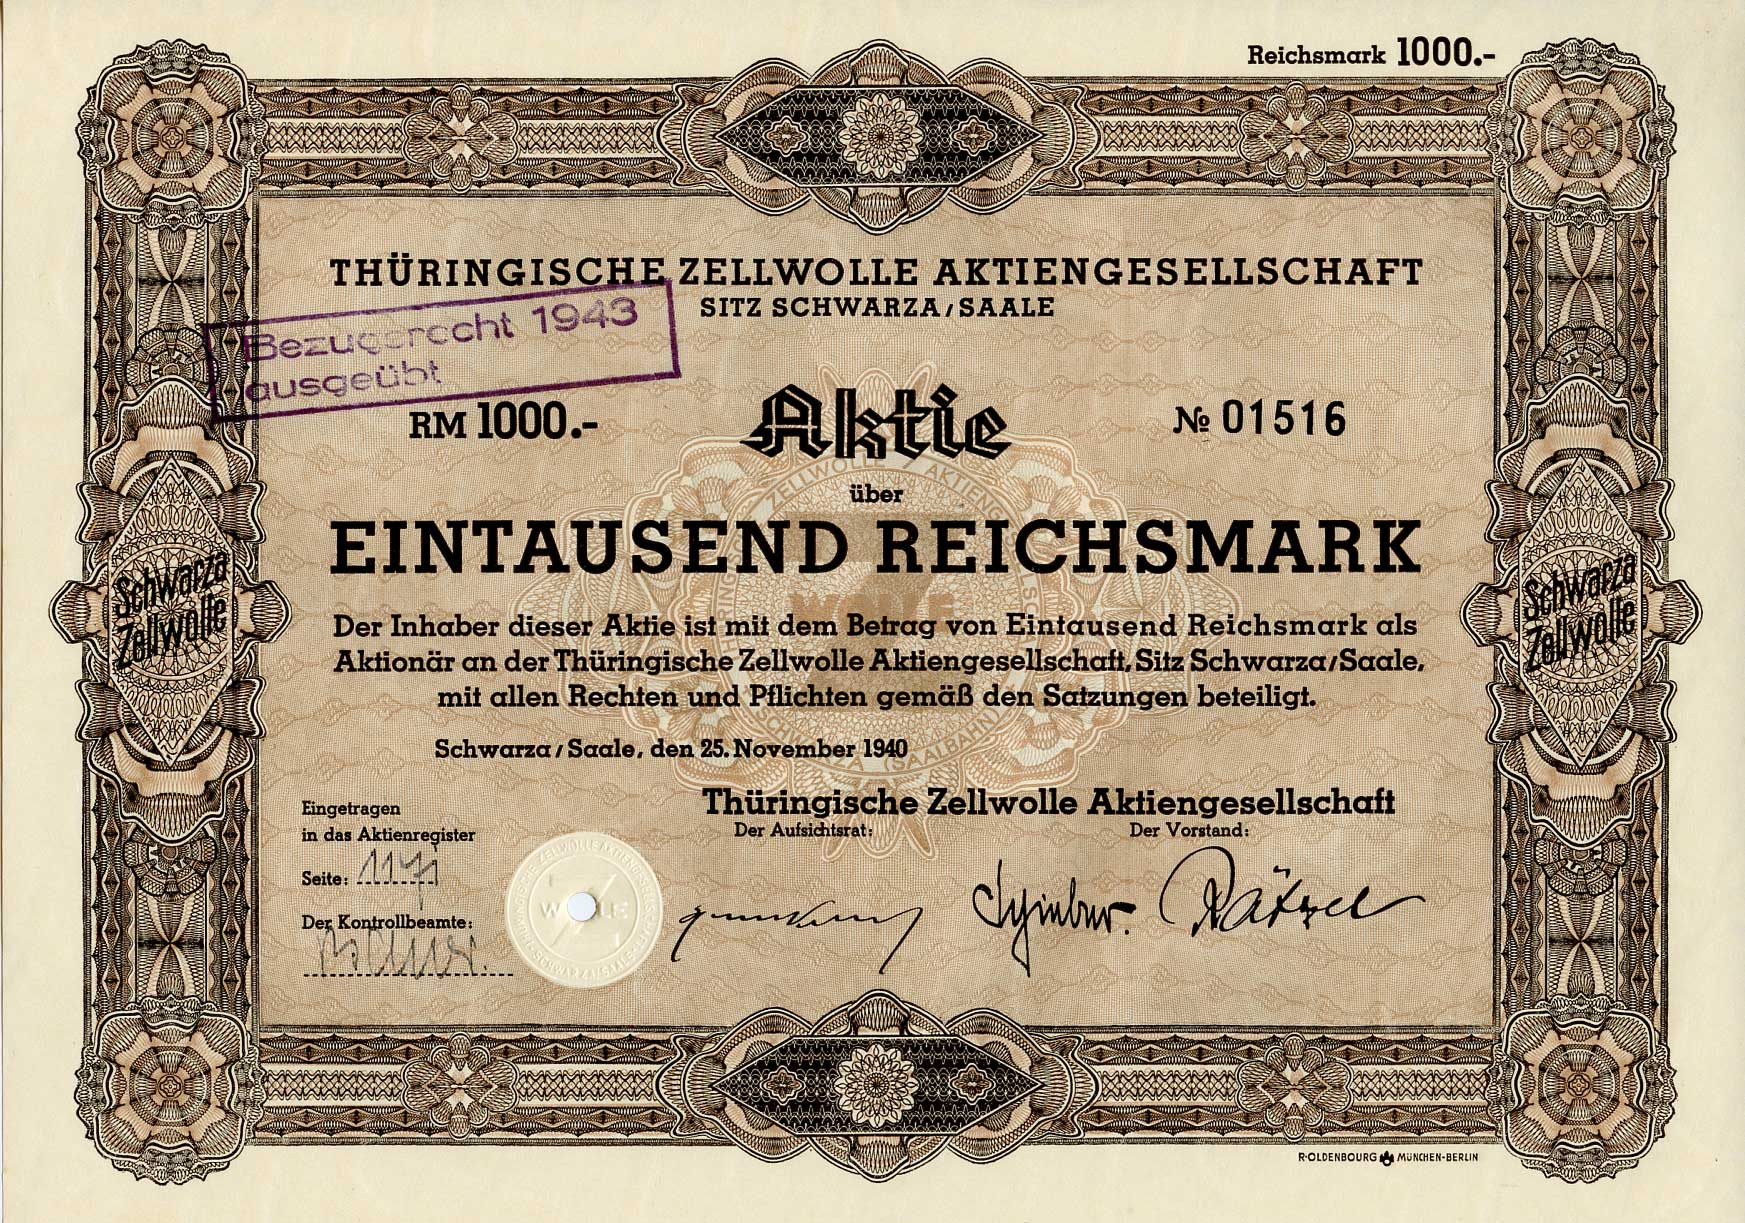 Reichsmark 1000.-
THÜRINGISCHE ZELLWOLLE AKTIENGESELLSCHAFT
SITZ SCHWARZA/SAALE
Bezugsrecht 1943
ausgeübt
RM 1000.-
Aktie
№ 01516
über
EINTAUSEND REICHSMARK
Der Inhaber dieser Aktie ist mit dem Betrag von Eintausend Reichsmark als
Aktionär an der Thüringische Zellwolle Aktiengesellschaft, Sitz Schwarza/Saale,
mit allen Rechten und Pflichten gemäß den Satzungen beteiligt.
Schwarza/Saale, den 25. November 1940
Thüringische Zellwolle Aktiengesellschaft
Der Aufsichtsrat:
Der Vorstand:
Rätzel
Eingetragen
in das Aktienregister
Seite:
Der Kontrollbeamte:
Schwarza
Zellwolle
Schwarza
Zellwolle
WOLLE
R·OLDENBOURG MÜNCHEN-BERLIN